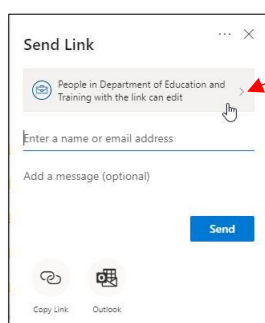 Send Link
People in Department of Education and
Training with the link can edit
Enter a name or email address
Add a message (optional)
Send
Copy Link Outlook